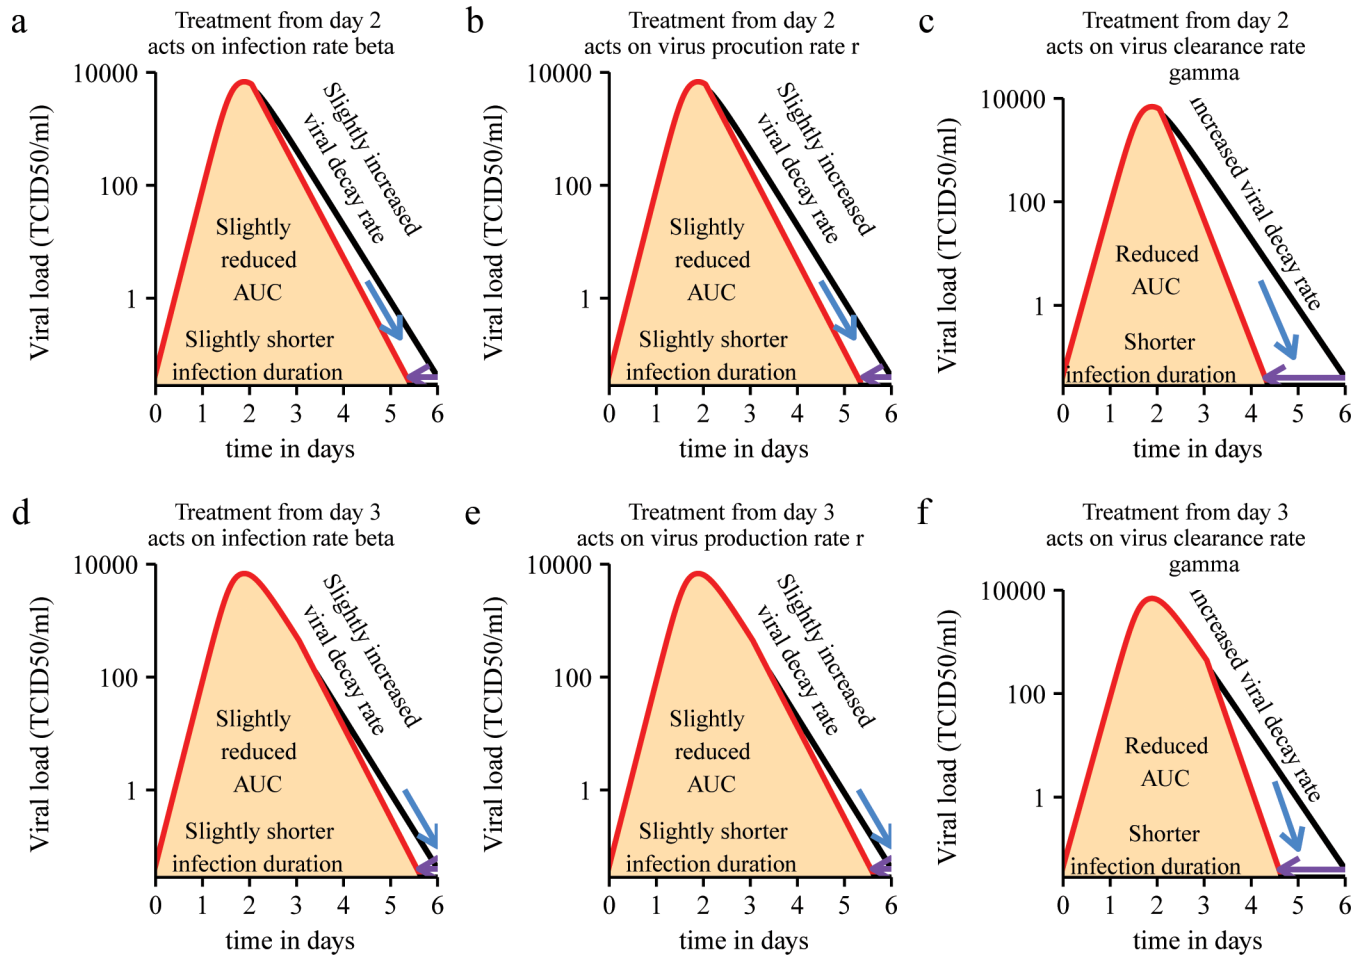 a
Treatment from day 2
acts on infection rate beta
Viral load (TCID50/ml)
10000
100
1
Slightly increased
viral decay rate
Slightly
reduced
AUC
Slightly shorter
infection duration
0 1 2 3 4 5 6
time in days
b
Treatment from day 2
acts on virus procution rate r
Viral load (TCID50/ml)
10000
100
1
Slightly increased
viral decay rate
Slightly
reduced
AUC
Slightly shorter
infection duration
0 1 2 3 4 5 6
time in days
c
Treatment from day 2
acts on virus clearance rate
gamma
Viral load (TCID50/ml)
10000
100
1
increased viral decay rate
Reduced
AUC
Shorter
infection duration
0 1 2 3 4 5 6
time in days
d
Treatment from day 3
acts on infection rate beta
Viral load (TCID50/ml)
10000
100
1
Slightly increased
viral decay rate
Slightly
reduced
AUC
Slightly shorter
infection duration
0 1 2 3 4 5 6
time in days
e
Treatment from day 3
acts on virus production rate r
Viral load (TCID50/ml)
10000
100
1
Slightly increased
viral decay rate
Slightly
reduced
AUC
Slightly shorter
infection duration
0 1 2 3 4 5 6
time in days
f
Treatment from day 3
acts on virus clearance rate
gamma
Viral load (TCID50/ml)
10000
100
1
increased viral decay rate
Reduced
AUC
Shorter
infection duration
0 1 2 3 4 5 6
time in days